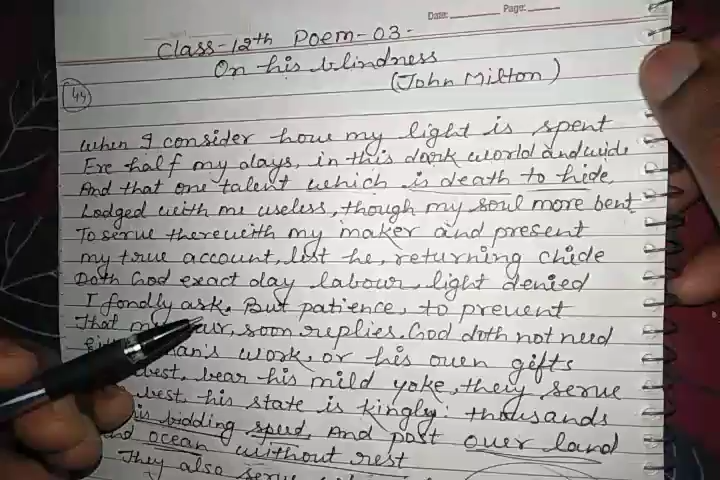 Date: Page:
Class-12th Poem-03-
On his blindness
(John Milton)
44
when I consider how my light is spent
Ere half my days, in this dark world and wide
And that one talent which is death to hide,
Lodged with me useless, though my soul more bent
To serve therewith my maker and present
my true account, lest he, returning chide
Doth God exact day labour, light denied
I fondly ask. But patience, to prevent
That soon replies. God doth not need
man's work, or his own gifts
best, bear his mild yoke, they serve
best, his state is kingly: thousands
his bidding speed, And post over land
and ocean without rest
They also serve